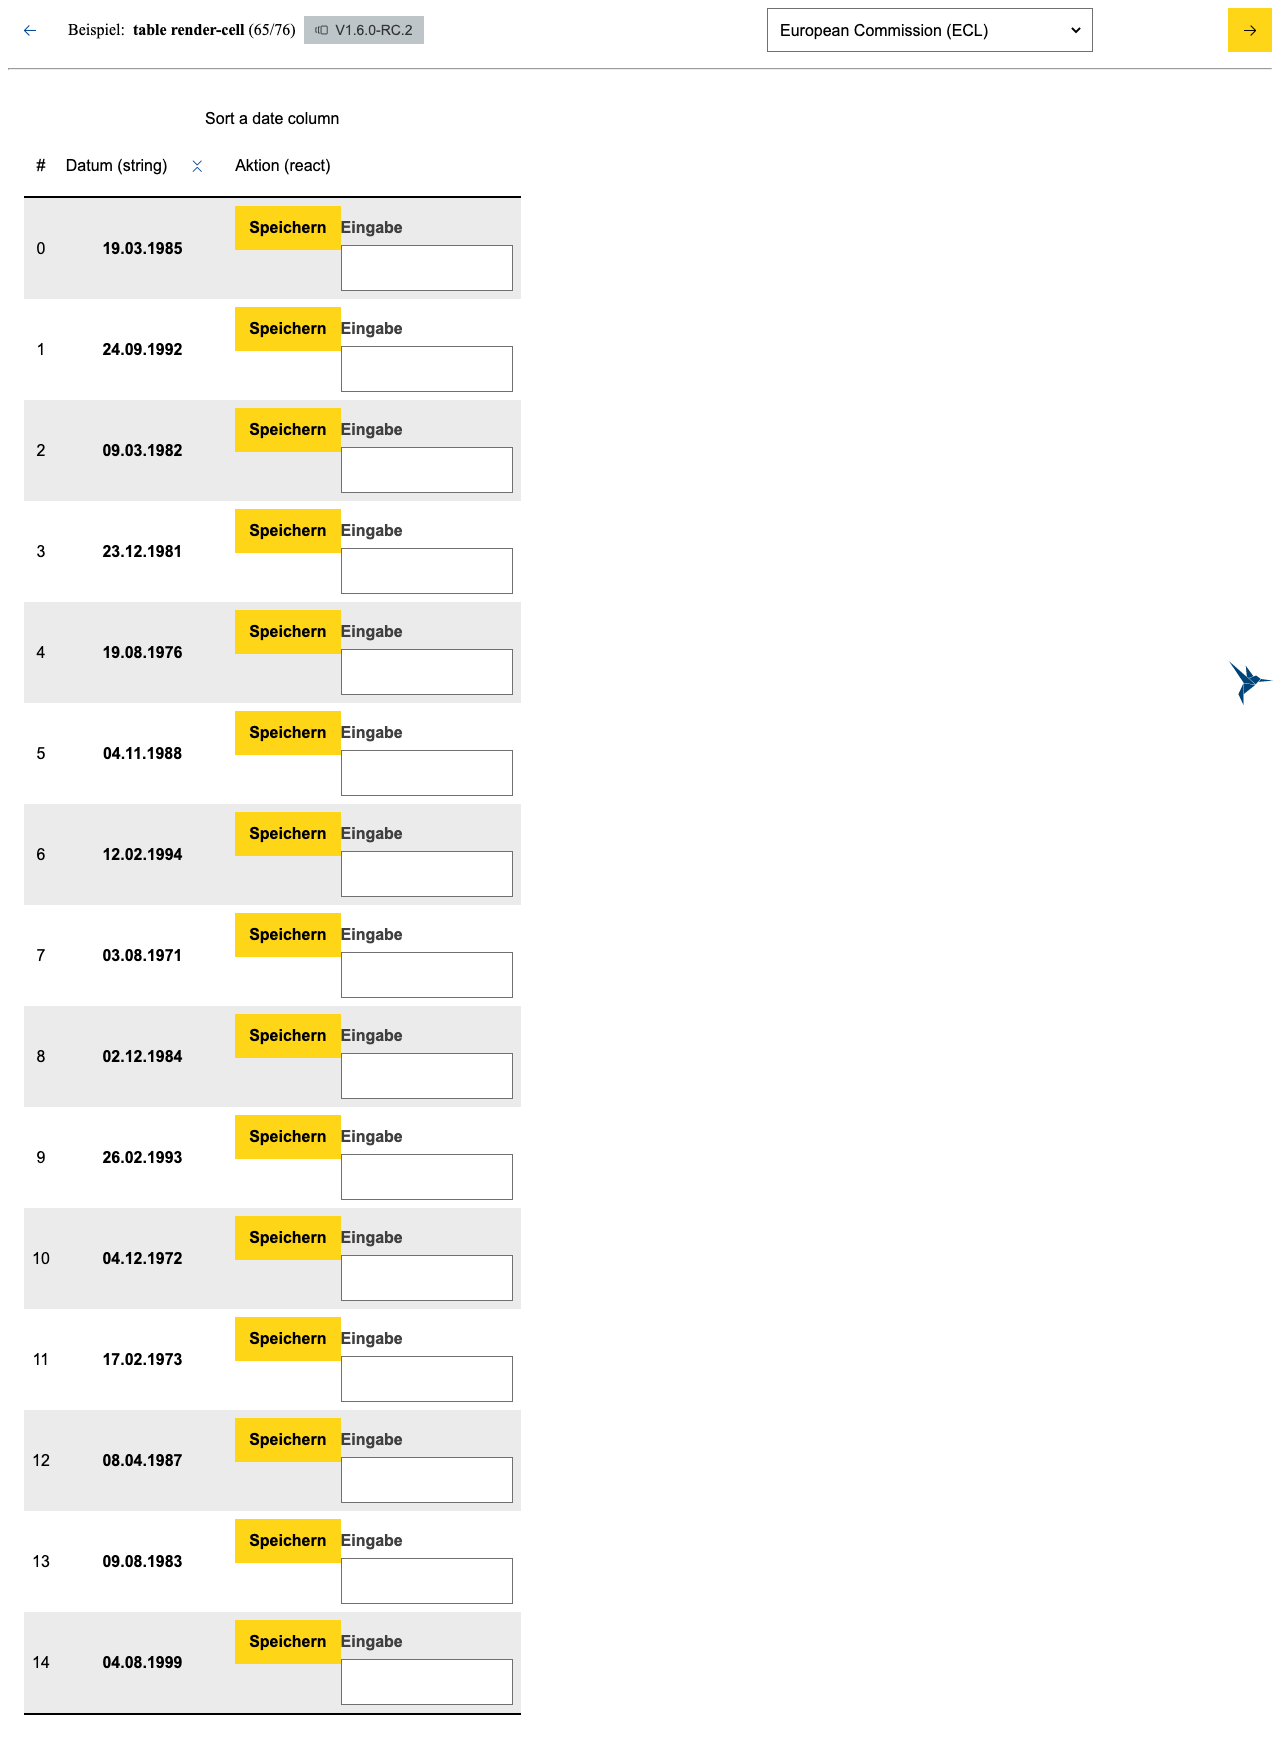 Beispiel: table render-cell (65/76) V1.6.0-RC.2 European Commission (ECL)
Sort a date column
# Datum (string) Aktion (react)
0 19.03.1985 Speichern Eingabe
1 24.09.1992 Speichern Eingabe
2 09.03.1982 Speichern Eingabe
3 23.12.1981 Speichern Eingabe
4 19.08.1976 Speichern Eingabe
5 04.11.1988 Speichern Eingabe
6 12.02.1994 Speichern Eingabe
7 03.08.1971 Speichern Eingabe
8 02.12.1984 Speichern Eingabe
9 26.02.1993 Speichern Eingabe
10 04.12.1972 Speichern Eingabe
11 17.02.1973 Speichern Eingabe
12 08.04.1987 Speichern Eingabe
13 09.08.1983 Speichern Eingabe
14 04.08.1999 Speichern Eingabe